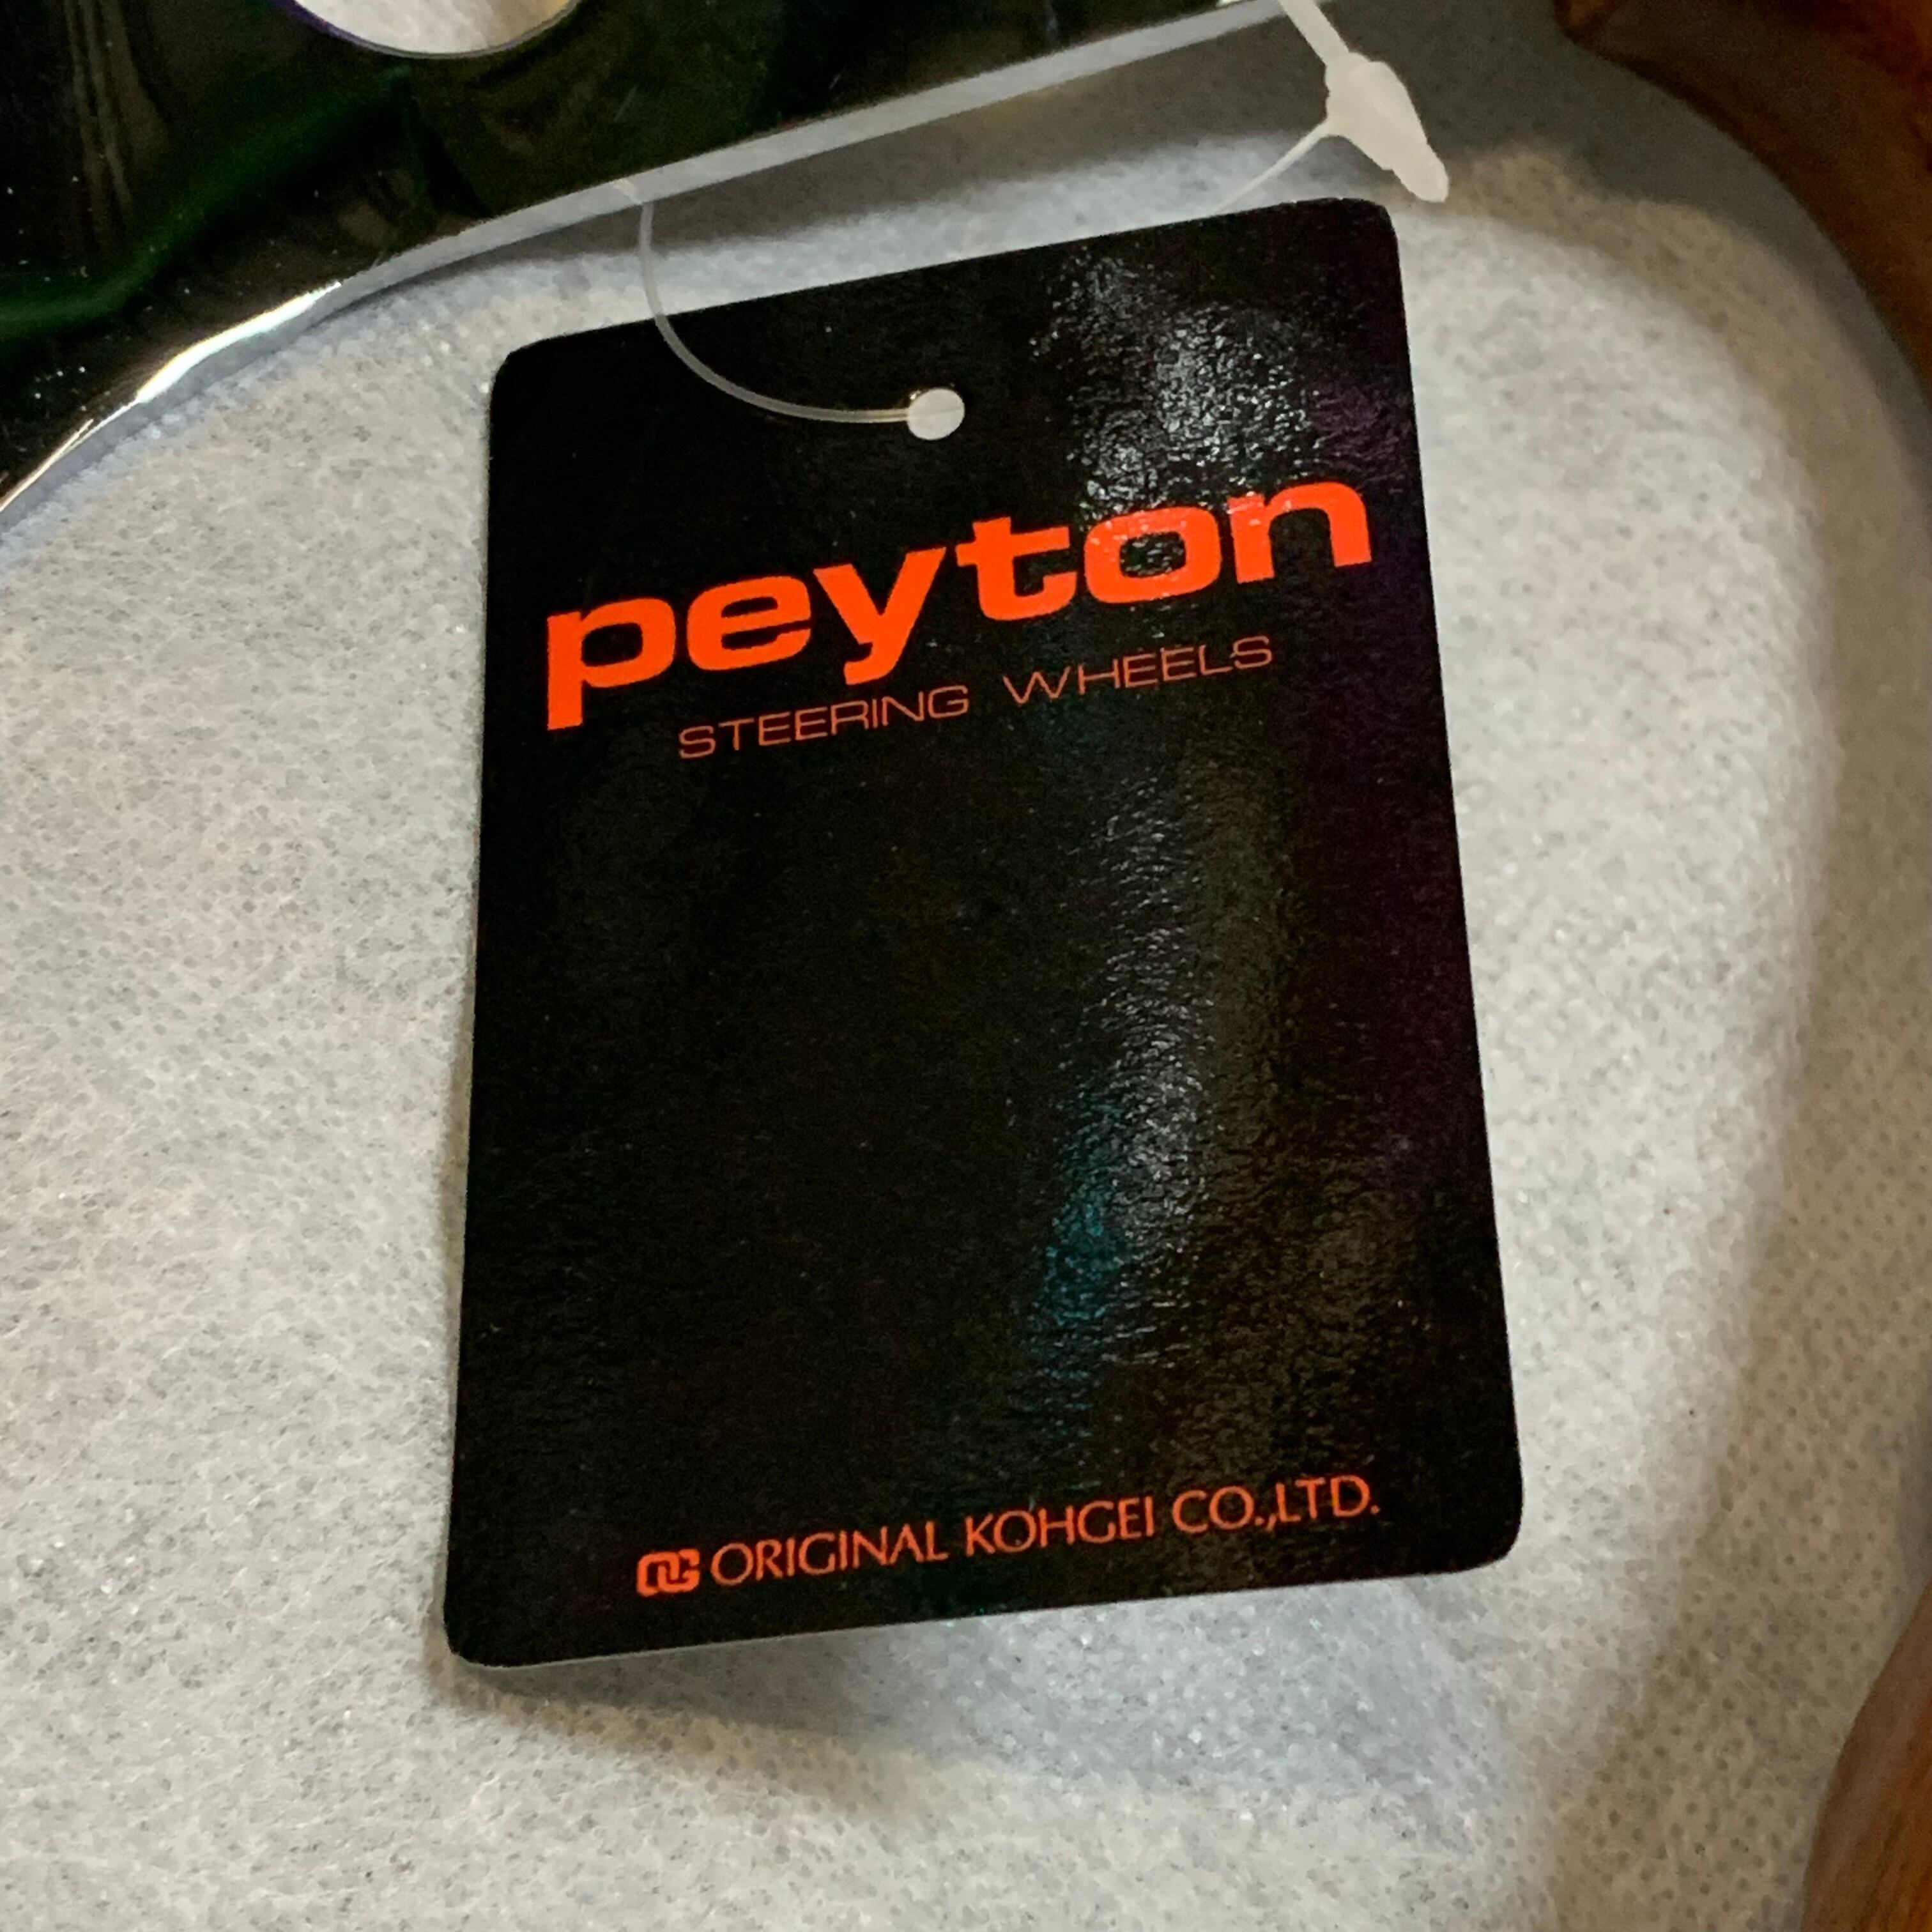 peyton
STEERING WHEELS
ORIGINAL KOHGEI CO.,LTD.